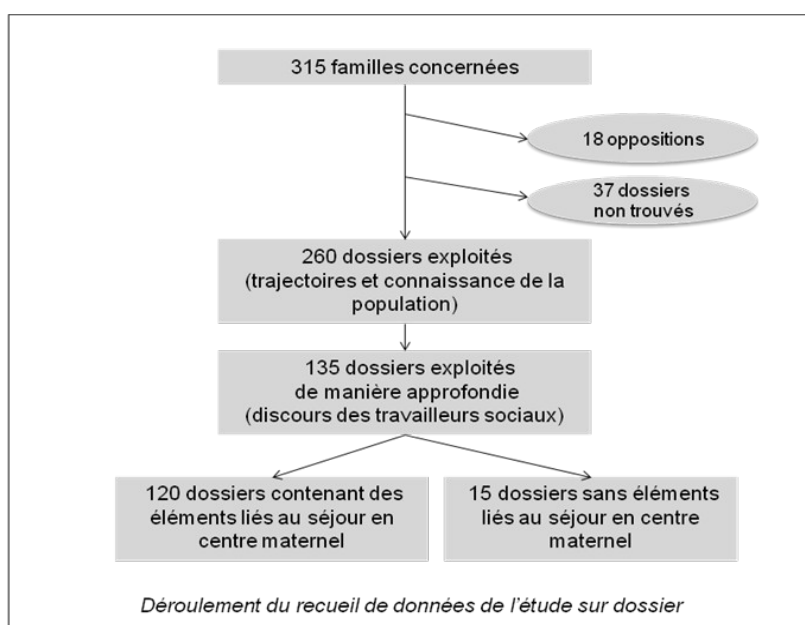 315 familles concernées
18 oppositions
37 dossiers
non trouvés
260 dossiers exploités
(trajectoires et connaissance de la
population)
135 dossiers exploités
de manière approfondie
(discours des travailleurs sociaux)
120 dossiers contenant des
éléments liés au séjour en
centre maternel
15 dossiers sans éléments
liés au séjour en centre
maternel
Déroulement du recueil de données de l'étude sur dossier